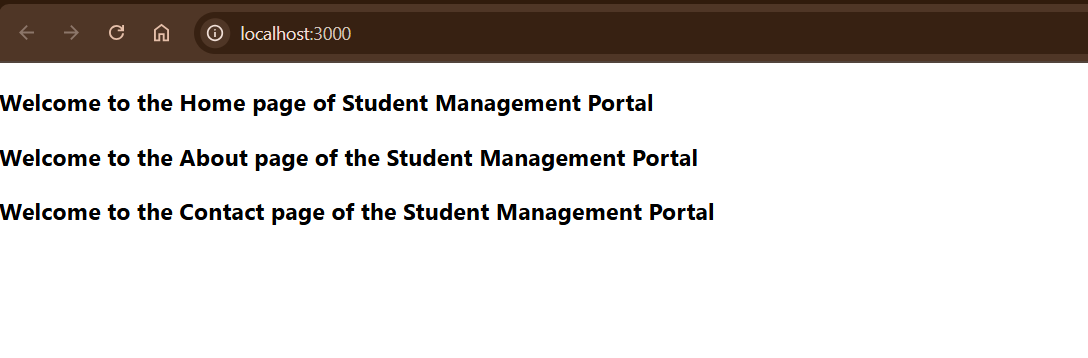 localhost:3000
Welcome to the Home page of Student Management Portal
Welcome to the About page of the Student Management Portal
Welcome to the Contact page of the Student Management Portal